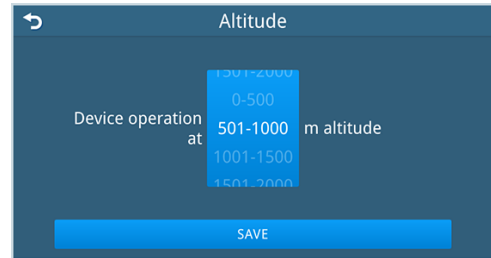 Altitude
1501-2000
0-500
Device operation
at
501-1000
m altitude
1001-1500
1501-2000
SAVE